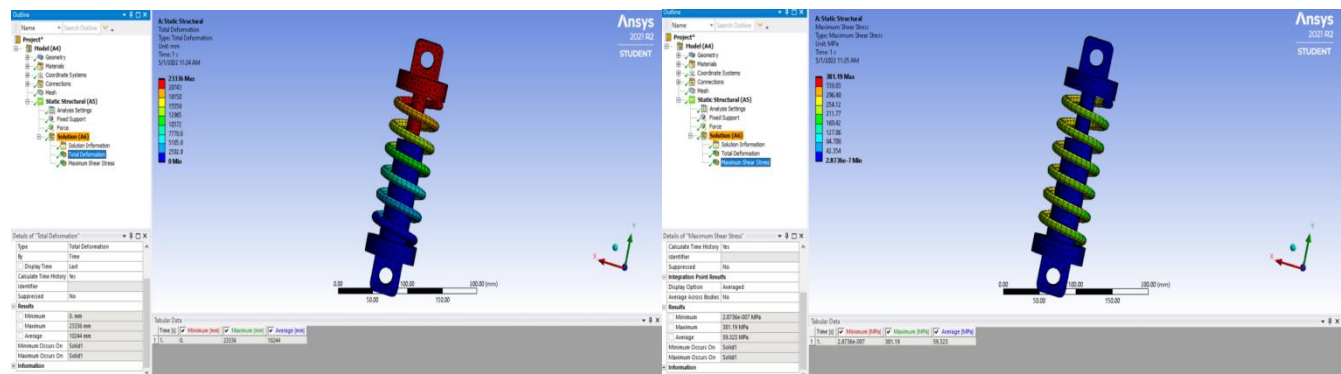 Outline
Name
Search Outline
Project*
Model (A4)
Geometry
Materials
Coordinate Systems
Connections
Mesh
Static Structural (A5)
Analysis Settings
Fixed Support
Force
Solution (A6)
Solution Information
Total Deformation
Maximum Shear Stress
Details of "Total Deformation"
Type Total Deformation
By Time
Display Time Last
Calculate Time History Yes
Identifier
Suppressed No
Results
Minimum 0. mm
Maximum 23336 mm
Average 10244 mm
Minimum Occurs On Solid1
Maximum Occurs On Solid1
Information
A: Static Structural
Total Deformation
Type: Total Deformation
Unit: mm
Time: 1 s
5/1/2022 11:24 AM
23336 Max
20743
18150
15558
12965
10372
7778.8
5185.8
2592.9
0 Min
Ansys
2021 R2
STUDENT
Y
X
0.00 100.00 200.00 (mm)
50.00 150.00
Tabular Data
Time [s] Minimum [mm] Maximum [mm] Average [mm]
1 1. 0. 23336 10244
Outline
Name
Search Outline
Project*
Model (A4)
Geometry
Materials
Coordinate Systems
Connections
Mesh
Static Structural (A5)
Analysis Settings
Fixed Support
Force
Solution (A6)
Solution Information
Total Deformation
Maximum Shear Stress
Details of "Maximum Shear Stress"
Calculate Time History Yes
Identifier
Suppressed No
Integration Point Results
Display Option Averaged
Average Across Bodies No
Results
Minimum 2.8736e-007 MPa
Maximum 381.19 MPa
Average 59.323 MPa
Minimum Occurs On Solid1
Maximum Occurs On Solid1
Information
A: Static Structural
Maximum Shear Stress
Type: Maximum Shear Stress
Unit: MPa
Time: 1 s
5/1/2022 11:25 AM
381.19 Max
338.83
296.48
254.12
211.77
169.42
127.06
84.708
42.354
2.8736e-7 Min
Ansys
2021 R2
STUDENT
Y
X
0.00 100.00 200.00 (mm)
50.00 150.00
Tabular Data
Time [s] Minimum [MPa] Maximum [MPa] Average [MPa]
1 1. 2.8736e-007 381.19 59.323